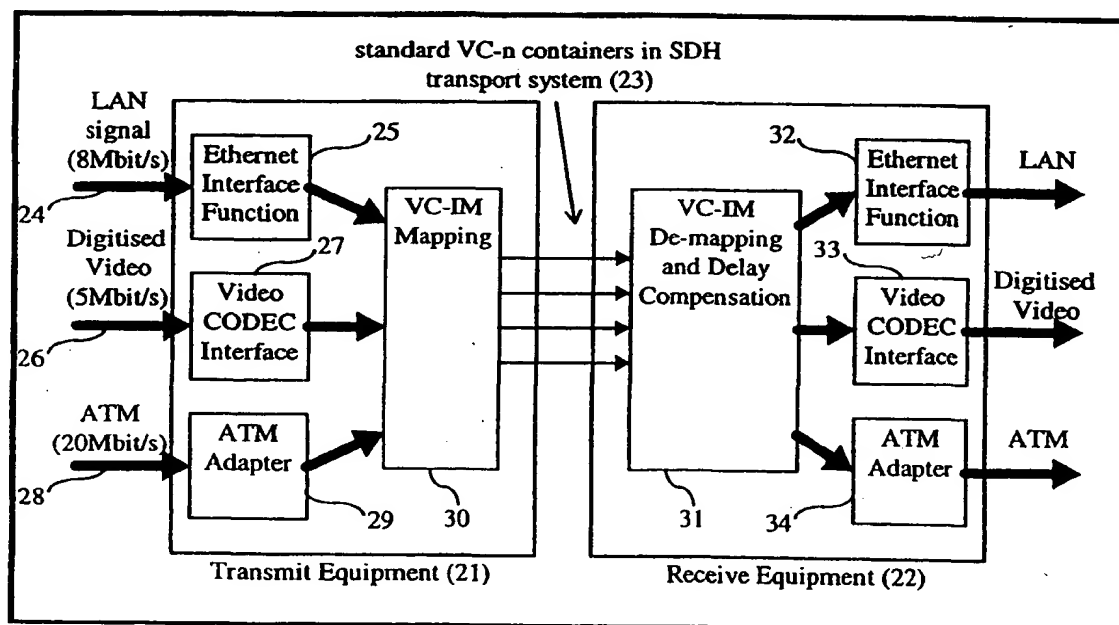 standard VC-n containers in SDH
transport system (23)
LAN
signal
(8Mbit/s)
24
25
Ethernet
Interface
Function
Digitised
Video
(5Mbit/s)
26
27
Video
CODEC
Interface
ATM
(20Mbit/s)
28
ATM
Adapter
29
VC-IM
Mapping
30
Transmit Equipment (21)
VC-IM
De-mapping
and Delay
Compensation
31
32
Ethernet
Interface
Function
LAN
33
Video
CODEC
Interface
Digitised
Video
ATM
Adapter
34
ATM
Receive Equipment (22)